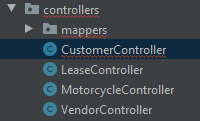 controllers
mappers
CustomerController
LeaseController
MotorcycleController
VendorController